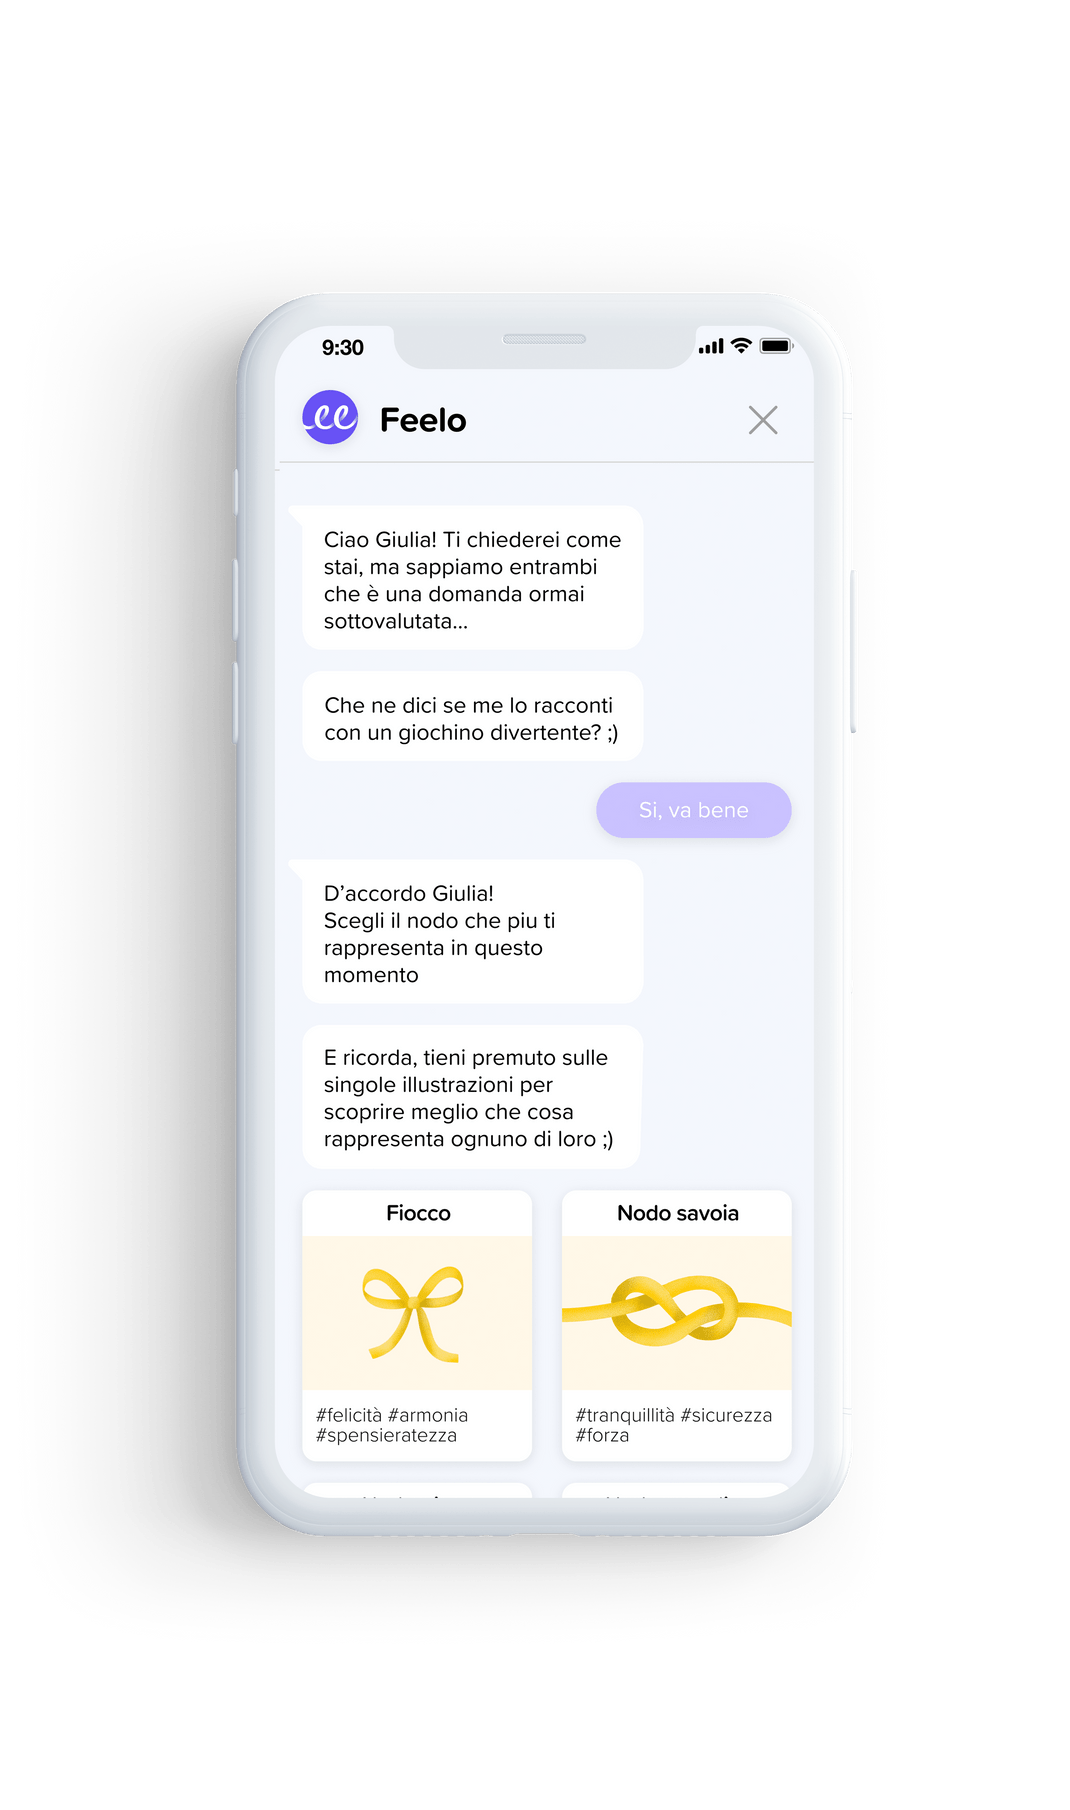 9:30
ee
Feelo
Ciao Giulia! Ti chiederei come
stai, ma sappiamo entrambi
che è una domanda ormai
sottovalutata...
Che ne dici se me lo racconti
con un giochino divertente? ;)
Si, va bene
D’accordo Giulia!
Scegli il nodo che piu ti
rappresenta in questo
momento
E ricorda, tieni premuto sulle
singole illustrazioni per
scoprire meglio che cosa
rappresenta ognuno di loro ;)
Fiocco
Nodo savoia
#felicità #armonia
#spensieratezza
#tranquillità #sicurezza
#forza